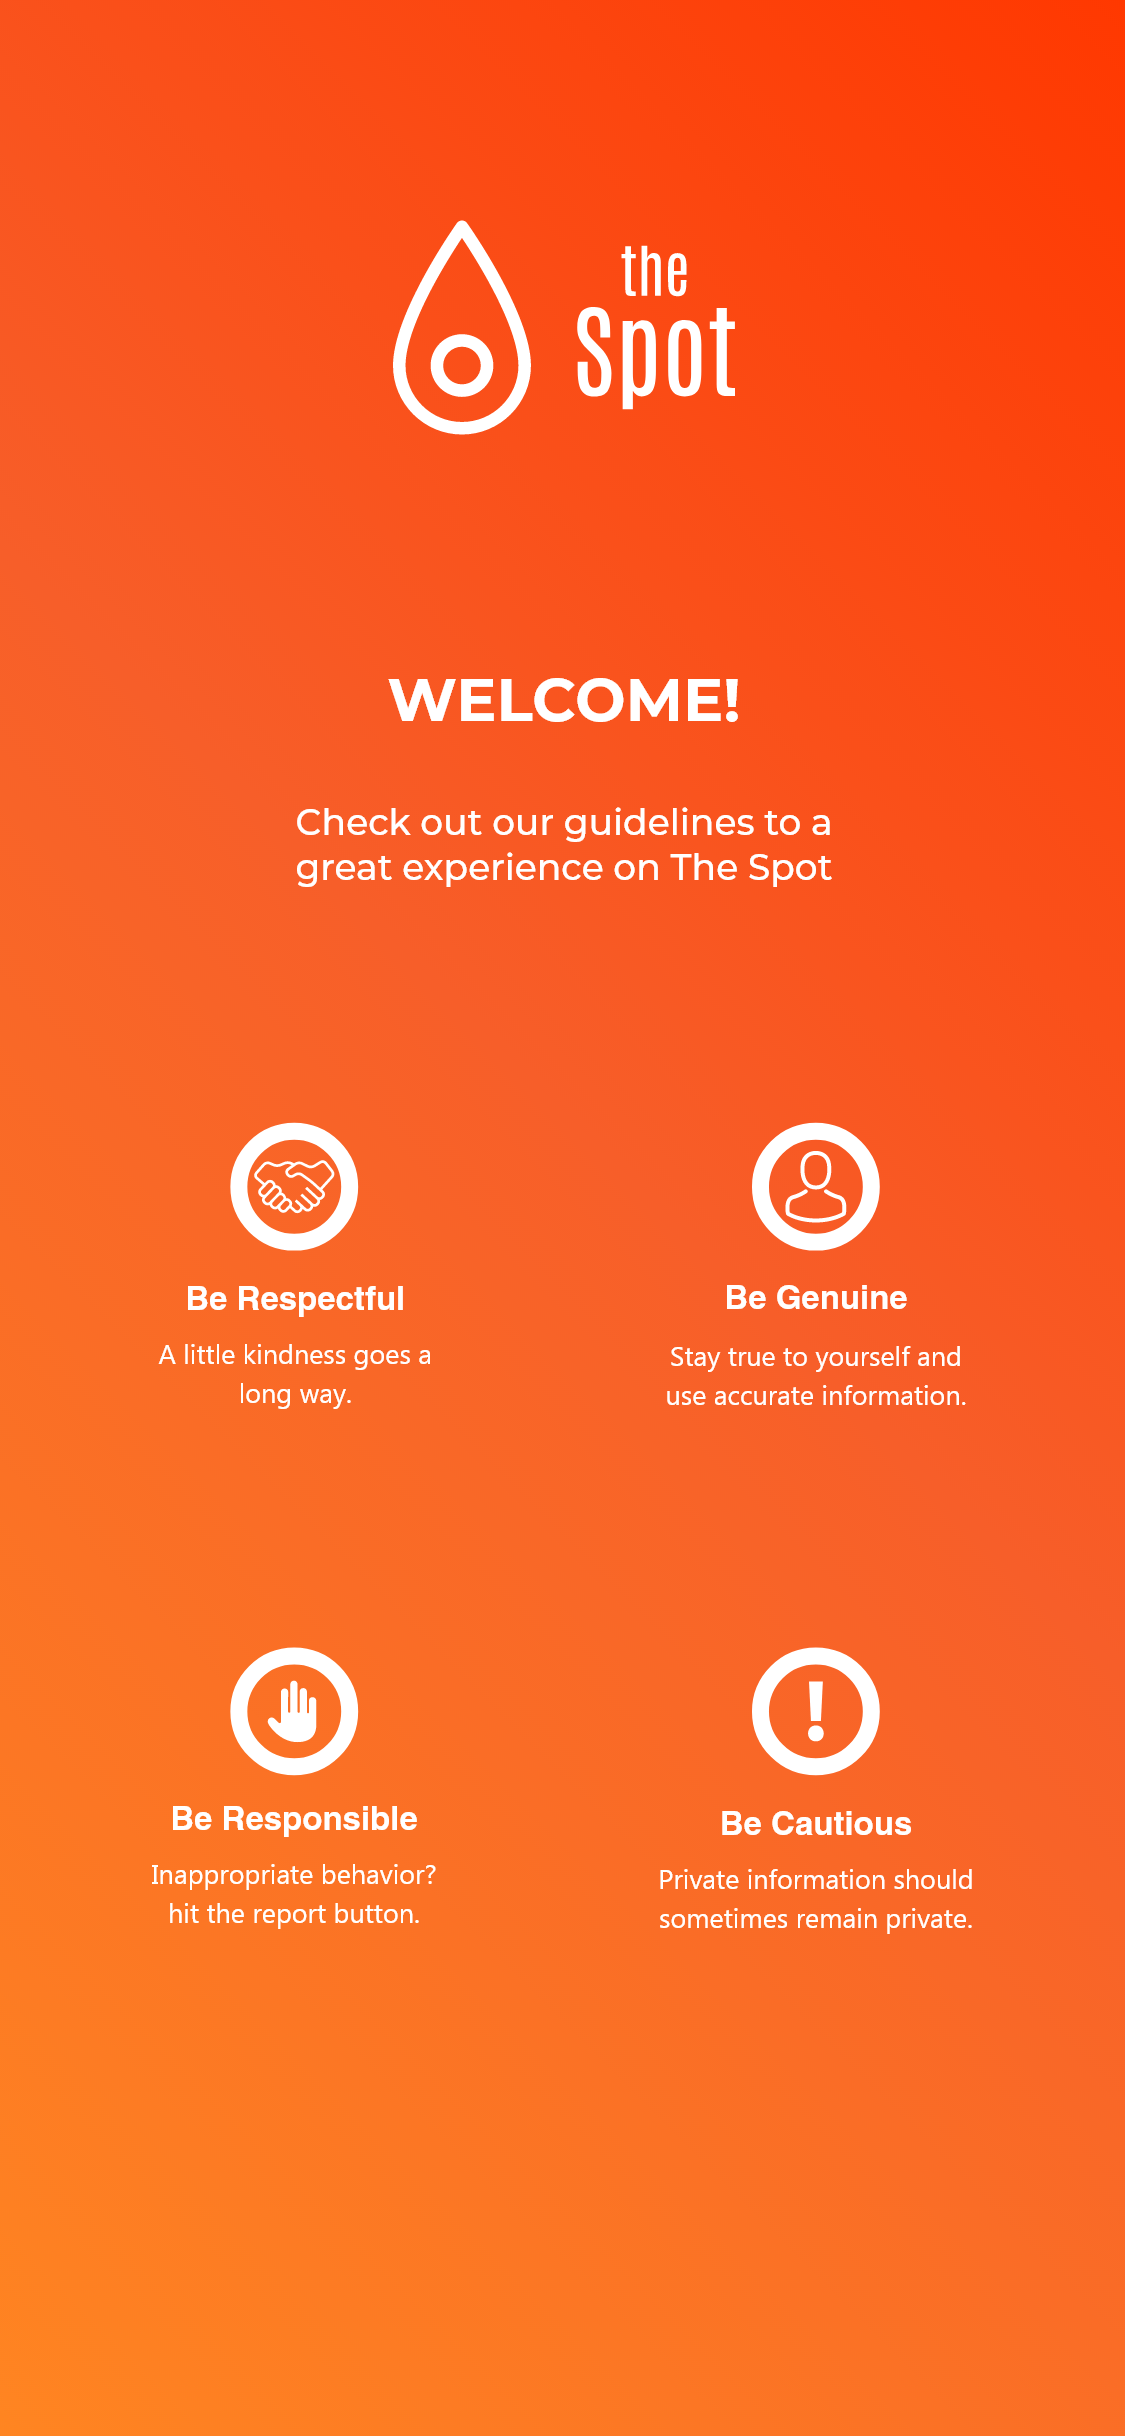 the
Spot
WELCOME!
Check out our guidelines to a
great experience on The Spot
Be Respectful
A little kindness goes a
long way.
Be Genuine
Stay true to yourself and
use accurate information.
Be Responsible
Inappropriate behavior?
hit the report button.
Be Cautious
Private information should
sometimes remain private.